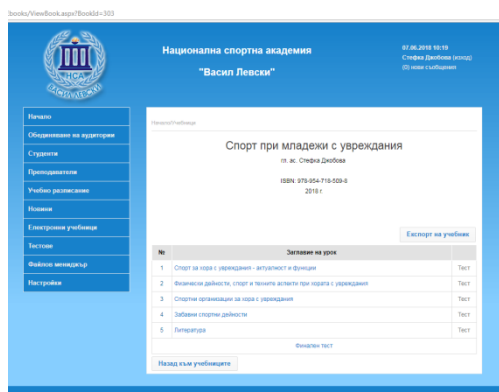 books/ViewBook.aspx?BookId=303
НСА
ВАСИЛ ЛЕВСКИ
Национална спортна академия
"Васил Левски"
07.06.2018 10:19
Стефка Джобова (изход)
(0) нови съобщения
Начало
Обединяване на аудитории
Студенти
Преподаватели
Учебно разписание
Новини
Електронни учебници
Тестове
Файлов мениджър
Настройки
Начало/Учебници
Спорт при младежи с увреждания
гл. ас. Стефка Джобова
ISBN: 978-954-718-509-8
2018 г
Експорт на учебник
№ Заглавие на урок
1 Спорт за хора с увреждания - актуалност и функции Тест
2 Физически дейности, спорт и техните аспекти при хората с увреждания Тест
3 Спортни организации за хора с увреждания Тест
4 Забавни спортни дейности Тест
5 Литература Тест
Финален тест
Назад към учебниците